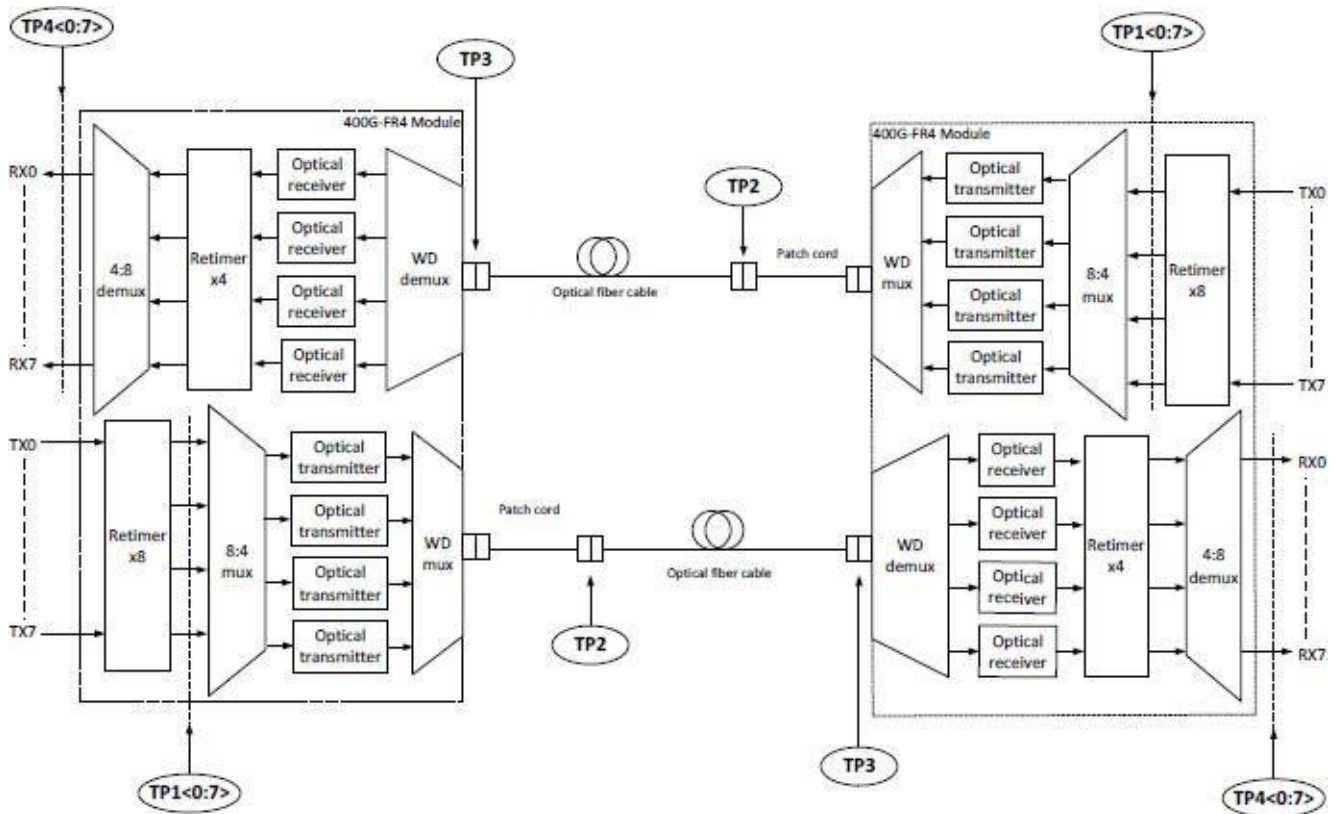 TP4<0:7>
TP1<0:7>
TP3
TP2
400G-FR4 Module
400G-FR4 Module
RX0
RX7
4:8
demux
Retimer
x4
Optical
receiver
Optical
receiver
Optical
receiver
Optical
receiver
WD
demux
Optical fiber cable
Patch cord
WD
mux
Optical
transmitter
Optical
transmitter
Optical
transmitter
Optical
transmitter
8:4
mux
Retimer
x8
TX0
TX7
TX0
TX7
Retimer
x8
8:4
mux
Optical
transmitter
Optical
transmitter
Optical
transmitter
Optical
transmitter
WD
mux
Patch cord
Optical fiber cable
WD
demux
Optical
receiver
Optical
receiver
Optical
receiver
Optical
receiver
Retimer
x4
4:8
demux
RX0
RX7
TP2
TP3
TP1<0:7>
TP4<0:7>